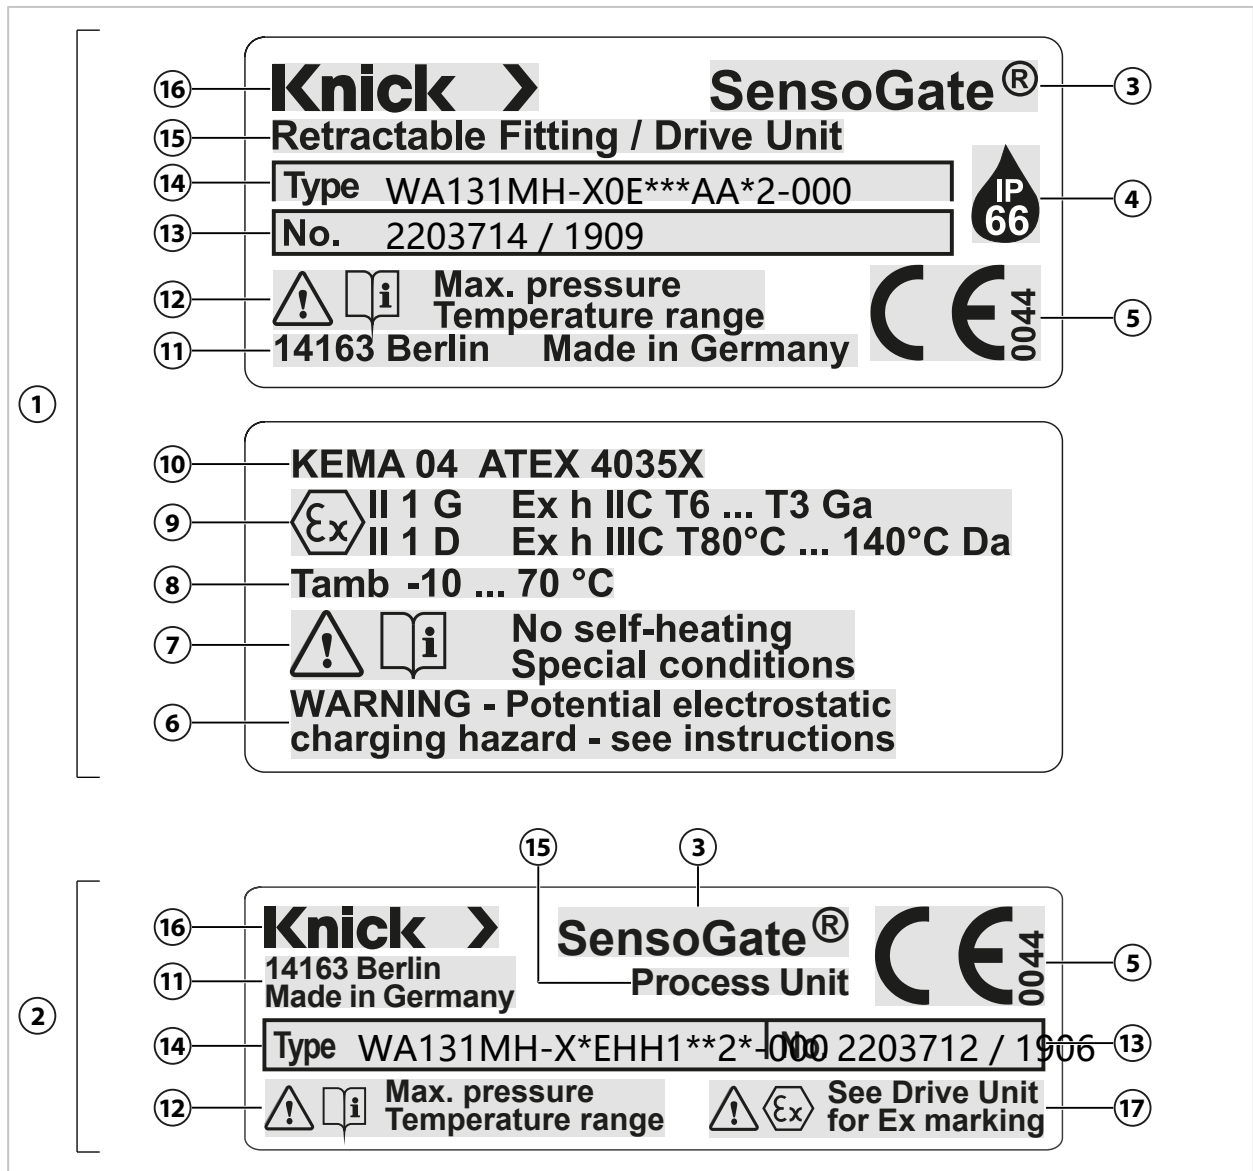 1
16 Knick > SensoGate® 3
15 Retractable Fitting / Drive Unit
14 Type WA131MH-X0E***AA*2-000
IP 66 4
13 No. 2203714 / 1909
12 i Max. pressure
Temperature range
CE 0044 5
11 14163 Berlin Made in Germany
10 KEMA 04 ATEX 4035X
9 Ex II 1 G Ex h IIC T6 ... T3 Ga
II 1 D Ex h IIIC T80°C ... 140°C Da
8 Tamb -10 ... 70 °C
7 i No self-heating
Special conditions
6 WARNING - Potential electrostatic
charging hazard - see instructions
2
15 3
16 Knick > SensoGate®
CE 0044 5
11 14163 Berlin
Made in Germany
Process Unit
14 Type WA131MH-X*EHH1**2*-000 No. 2203712 / 1906 13
12 i Max. pressure
Temperature range
Ex See Drive Unit
for Ex marking 17